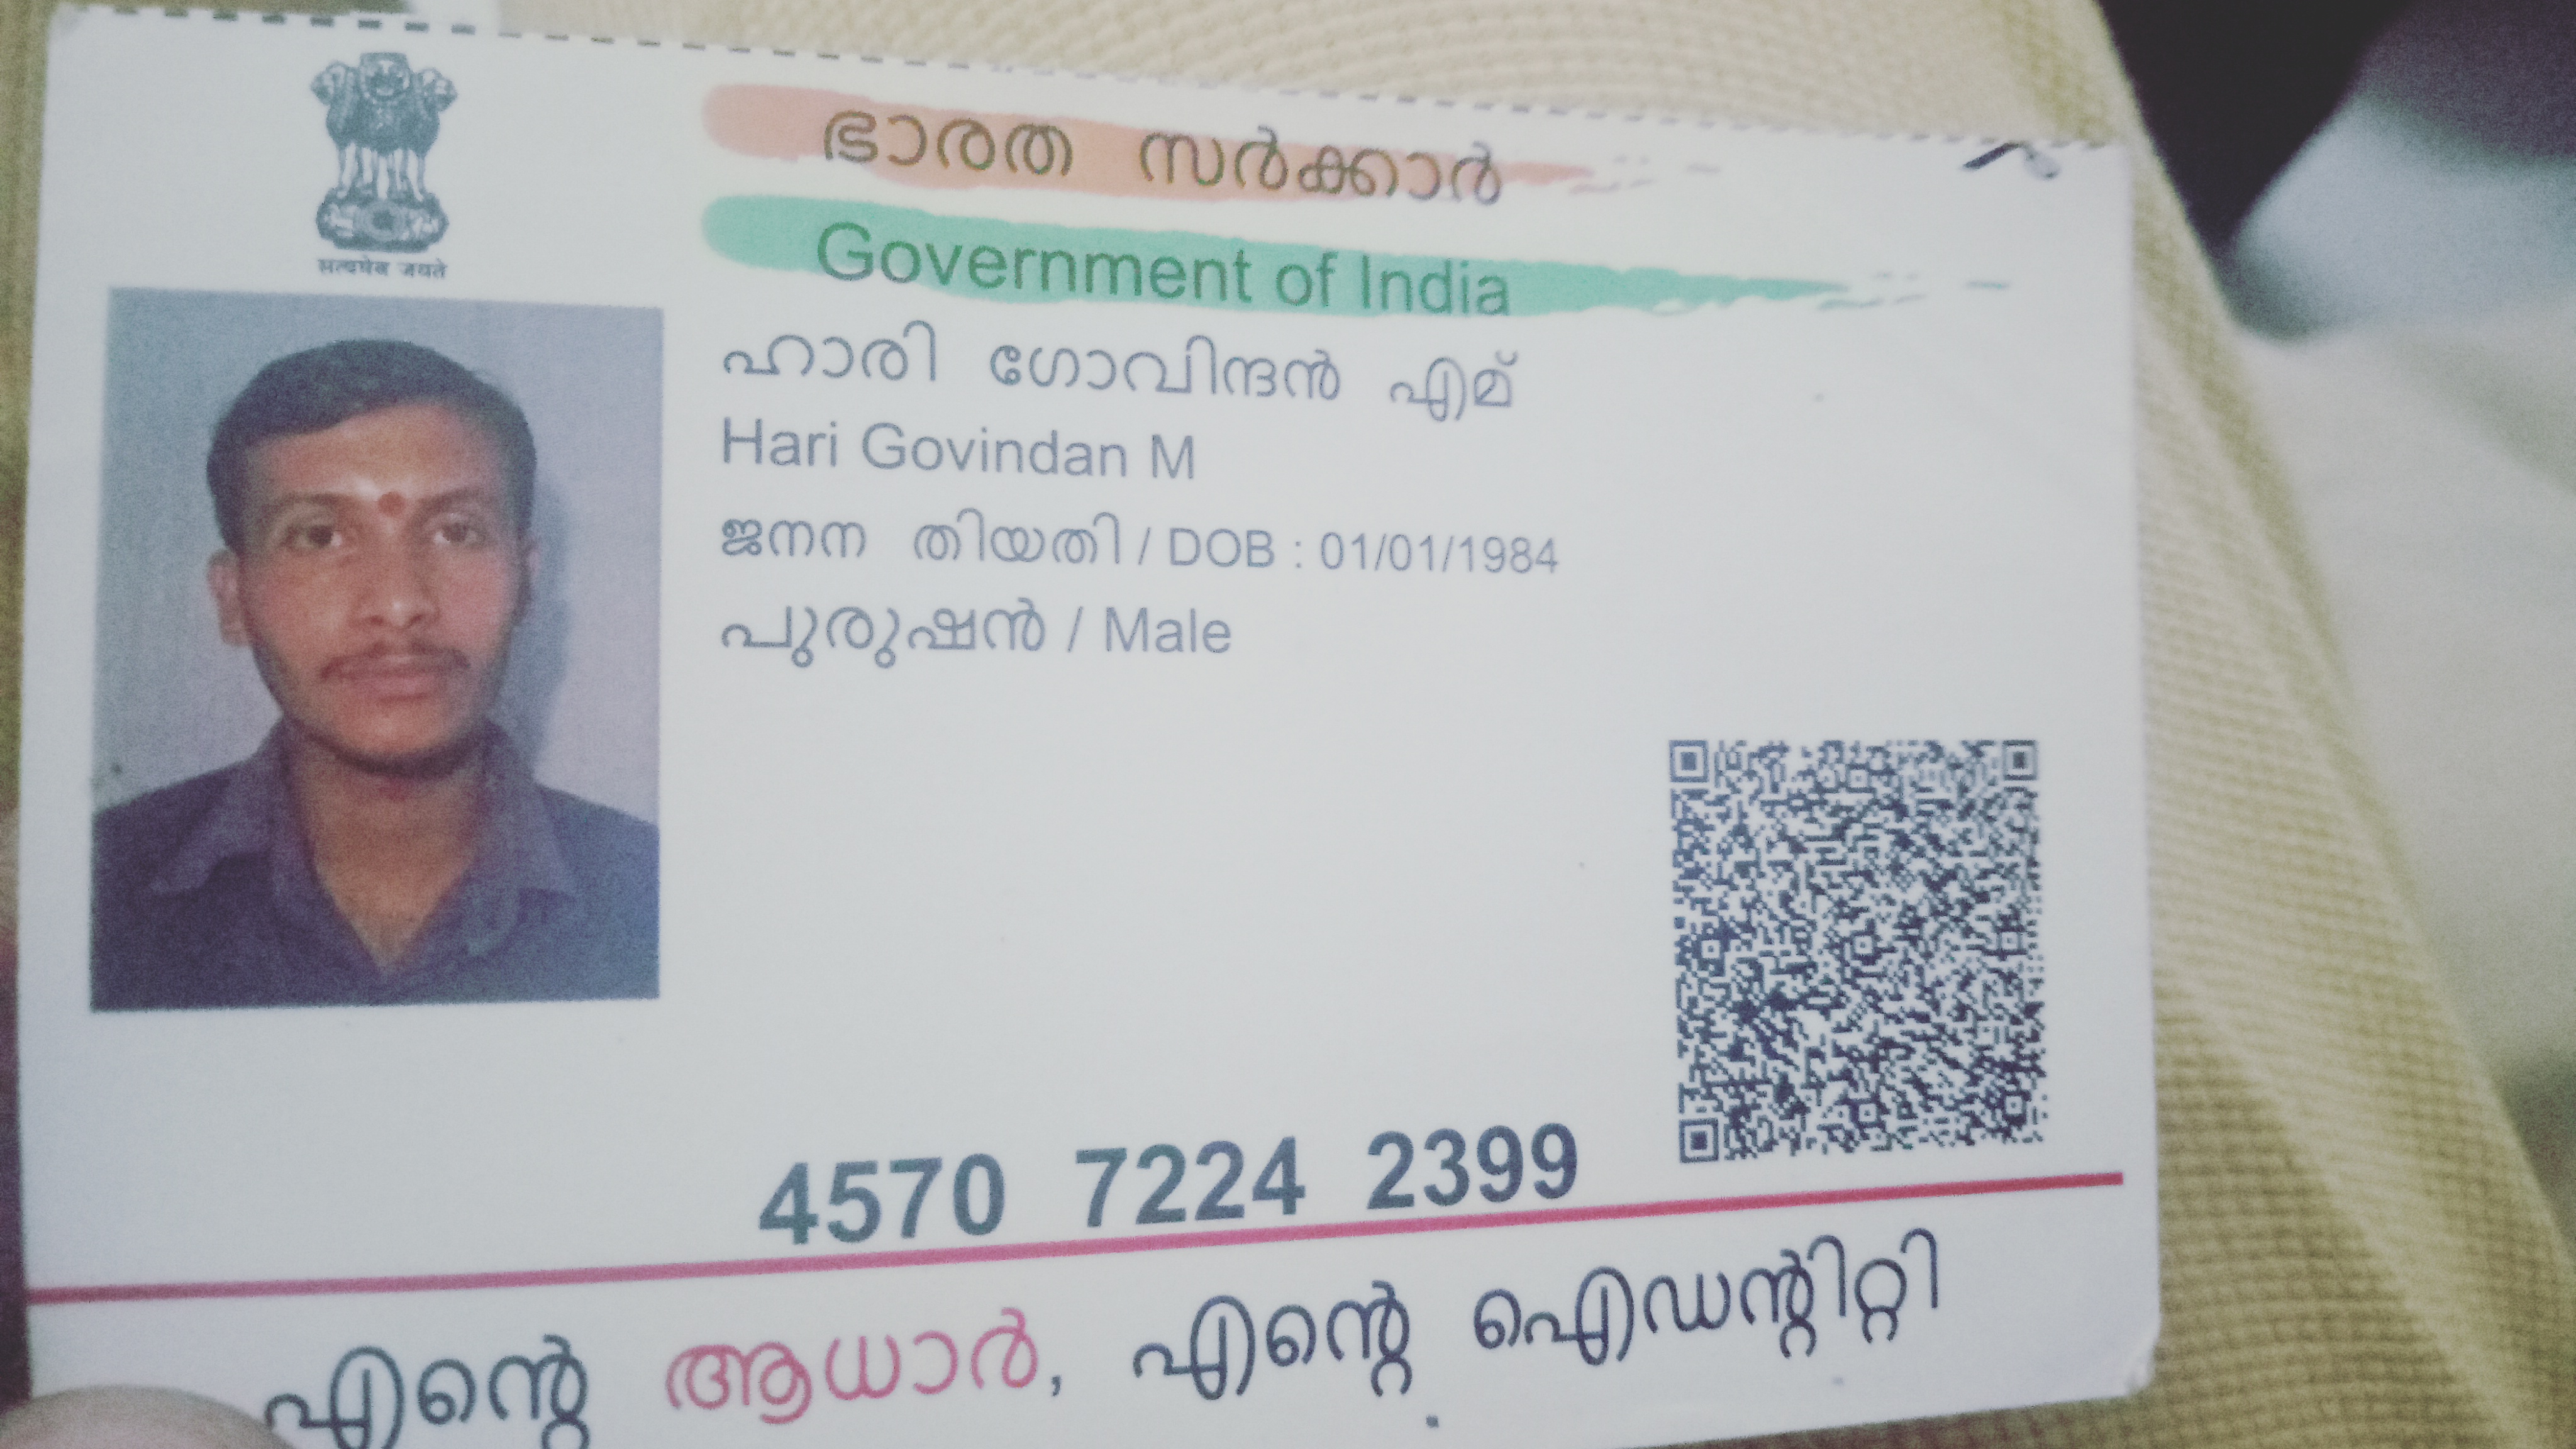 सत्यमेव जयते
ഭാരത സർക്കാർ
Government of India
ഹാരി ഗോവിന്ദൻ എമ്
Hari Govindan M
ജനന തിയതി / DOB : 01/01/1984
പുരുഷൻ / Male
4570 7224 2399
എന്റെ ആധാർ, എന്റെ ഐഡന്റിറ്റി